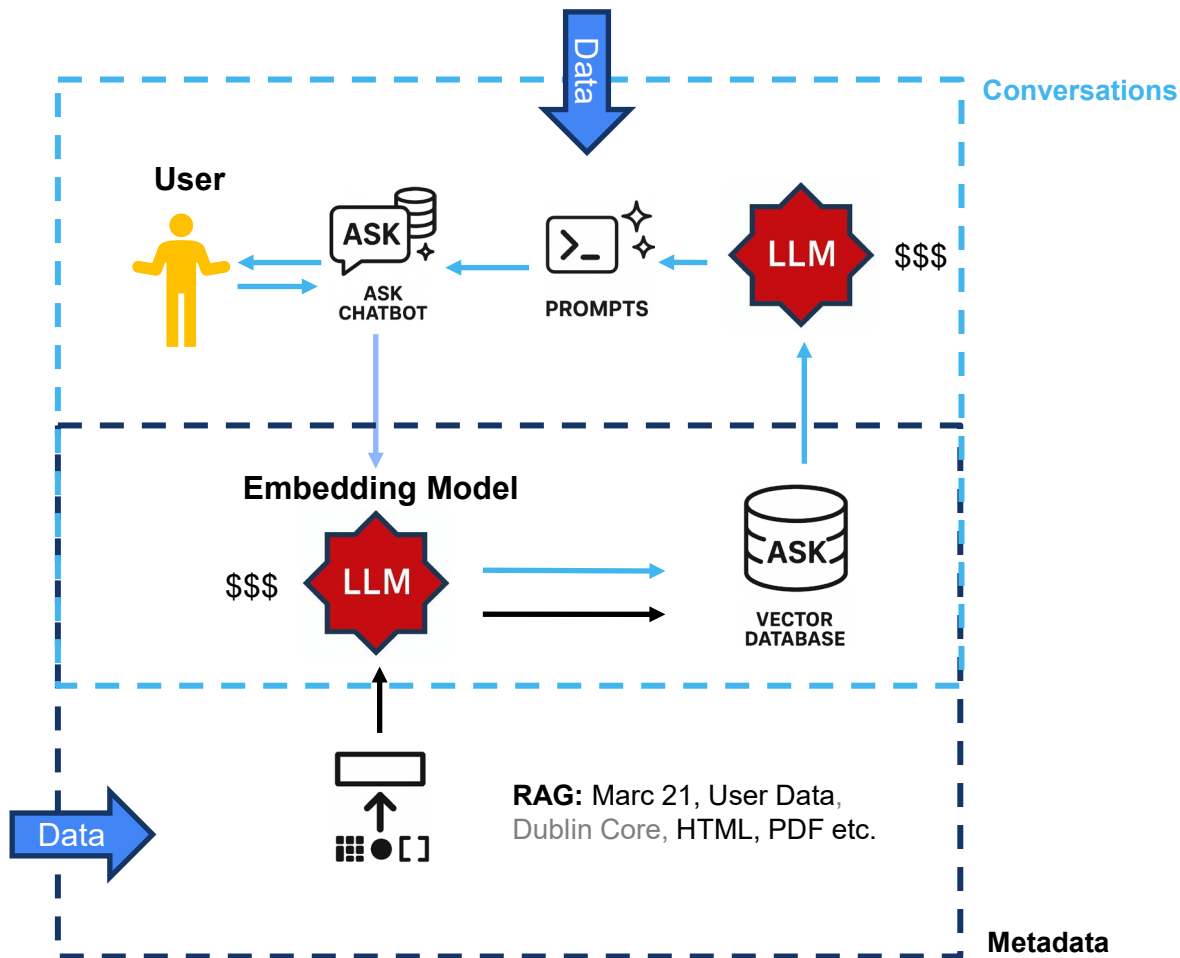 Data
Conversations
User
ASK
ASK
CHATBOT
>_
PROMPTS
LLM
$$$
Embedding Model
$$$
LLM
ASK
VECTOR
DATABASE
Data
RAG: Marc 21, User Data,
Dublin Core, HTML, PDF etc.
Metadata